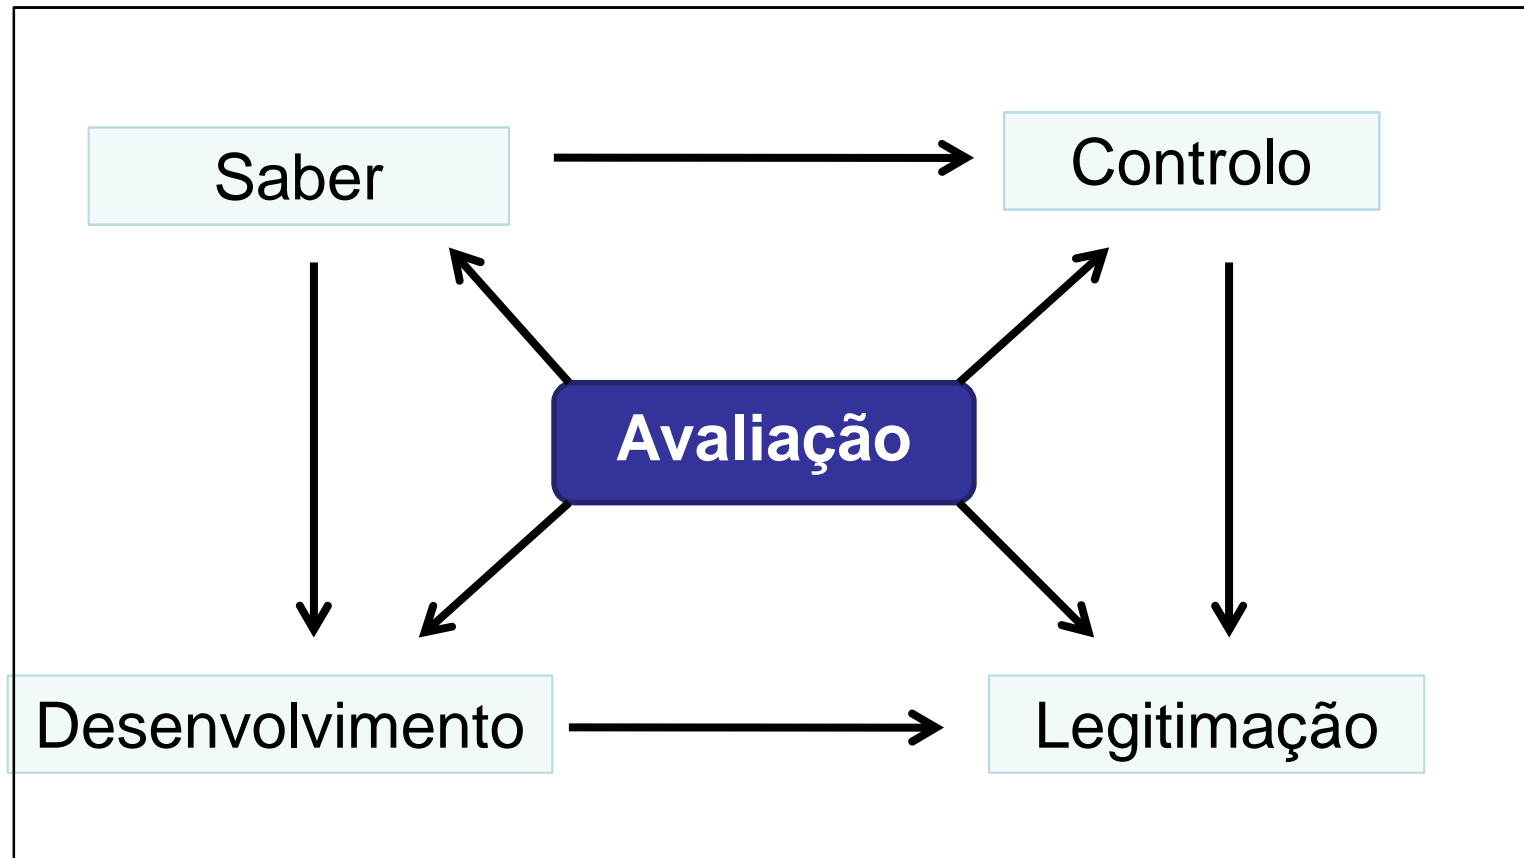 Saber
Controlo
Avaliação
Desenvolvimento
Legitimação